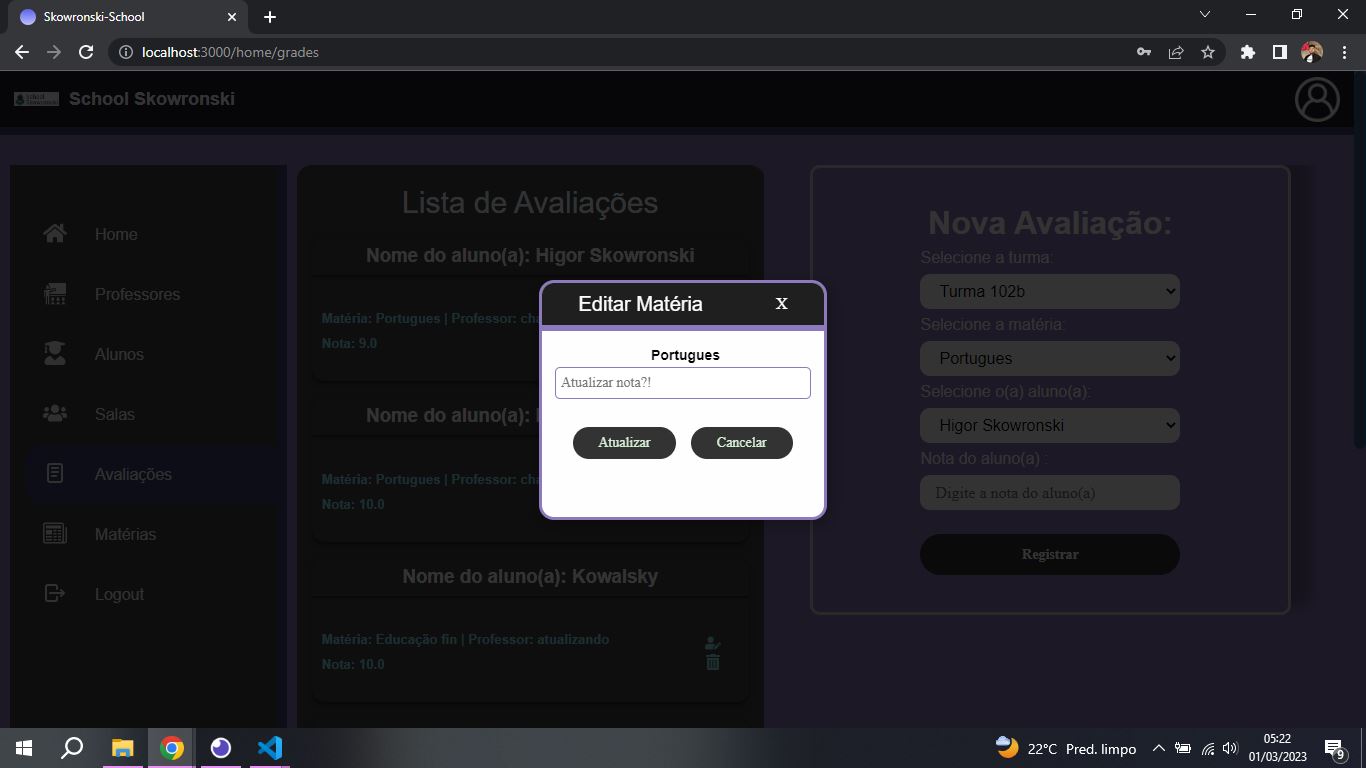 Skowronski-School
localhost:3000/home/grades
School Skowronski
Home
Professores
Alunos
Salas
Avaliações
Matérias
Logout
Lista de Avaliações
Nome do aluno(a): Higor Skowronski
Matéria: Portugues | Professor:
Nota: 9.0
Nome do aluno(a):
Matéria: Portugues | Professor:
Nota: 10.0
Nome do aluno(a): Kowalsky
Matéria: Educação fin | Professor: atualizando
Nota: 10.0
Editar Matéria
X
Portugues
Atualizar nota?!
Atualizar
Cancelar
Nova Avaliação:
Selecione a turma:
Turma 102b
Selecione a matéria:
Portugues
Selecione o(a) aluno(a):
Higor Skowronski
Nota do aluno(a) :
Digite a nota do aluno(a)
Registrar
22°C Pred. limpo
05:22
01/03/2023
9